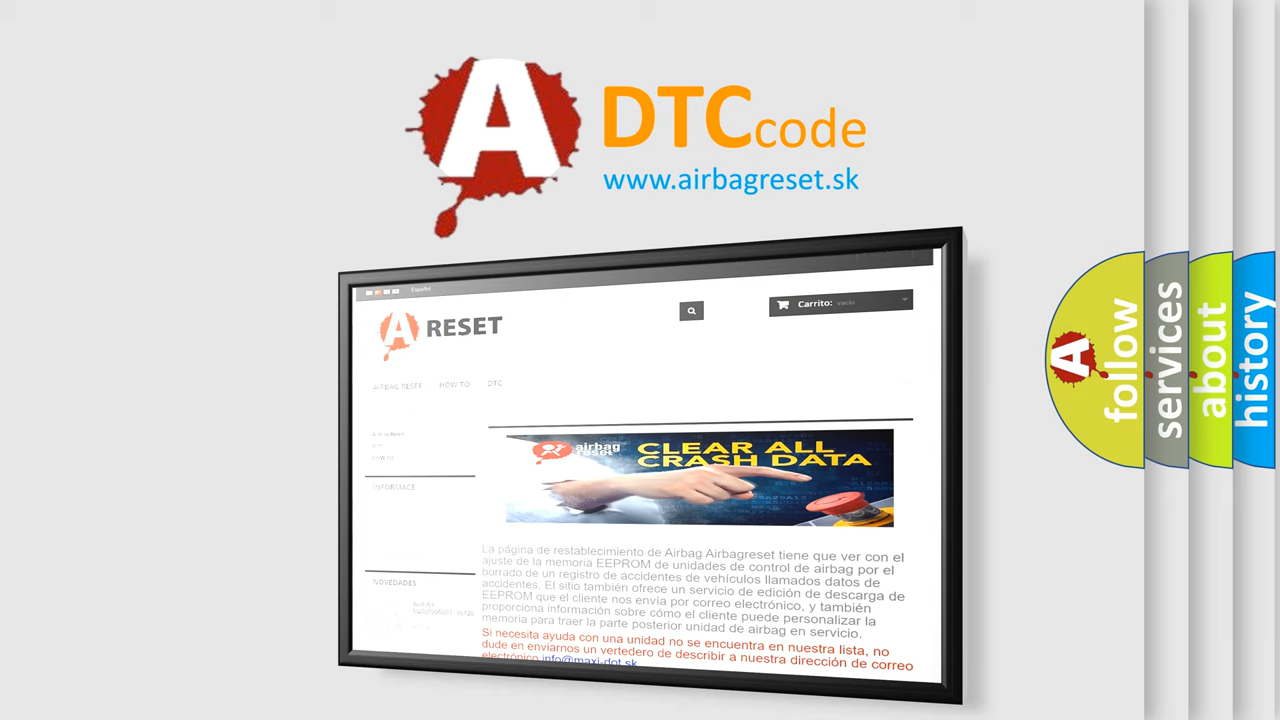 A DTC code
www.airbagreset.sk
Español
A RESET
Carrito: vacío
AIRBAG RESET HOW TO DTC
INFORMACE
NOVEDADES
airbag reset
CLEAR ALL
CRASH DATA
La página de restablecimiento de Airbag Airbagreset tiene que ver con el
ajuste de la memoria EEPROM de unidades de control de airbag por el
borrado de un registro de accidentes de vehículos llamados datos de
accidentes. El sitio también ofrece un servicio de edición de descarga de
EEPROM que el cliente nos envía por correo electrónico, y también
proporciona información sobre cómo el cliente puede personalizar la
memoria para traer la parte posterior unidad de airbag en servicio.
Si necesita ayuda con una unidad no se encuentra en nuestra lista, no
dude en enviarnos un vertedero de describir a nuestra dirección de correo
electrónico info@maxi-dot.sk
A follow
services
about
history